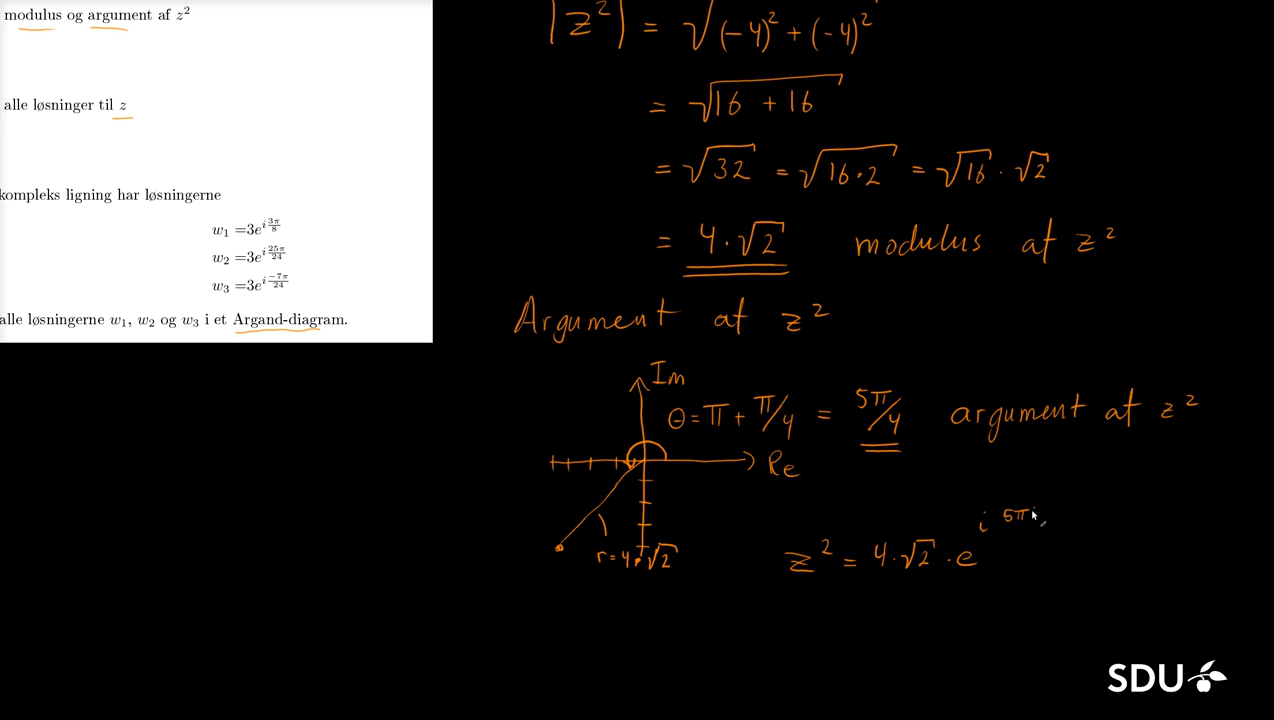 modulus og argument af z²
alle løsninger til z
kompleks ligning har løsningerne
w₁ =3e^{i 3π/8}
w₂ =3e^{i 25π/24}
w₃ =3e^{i −7π/24}
alle løsningerne w₁, w₂ og w₃ i et Argand-diagram.
|z²| = √((-4)² + (-4)²)
= √(16 + 16)
= √32 = √(16·2) = √16 · √2
= 4·√2 modulus af z²
Argument af z²
Im
θ = π + π/4 = 5π/4 argument af z²
Re
r = 4·√2
z² = 4·√2 · e^{i 5π/}
SDU